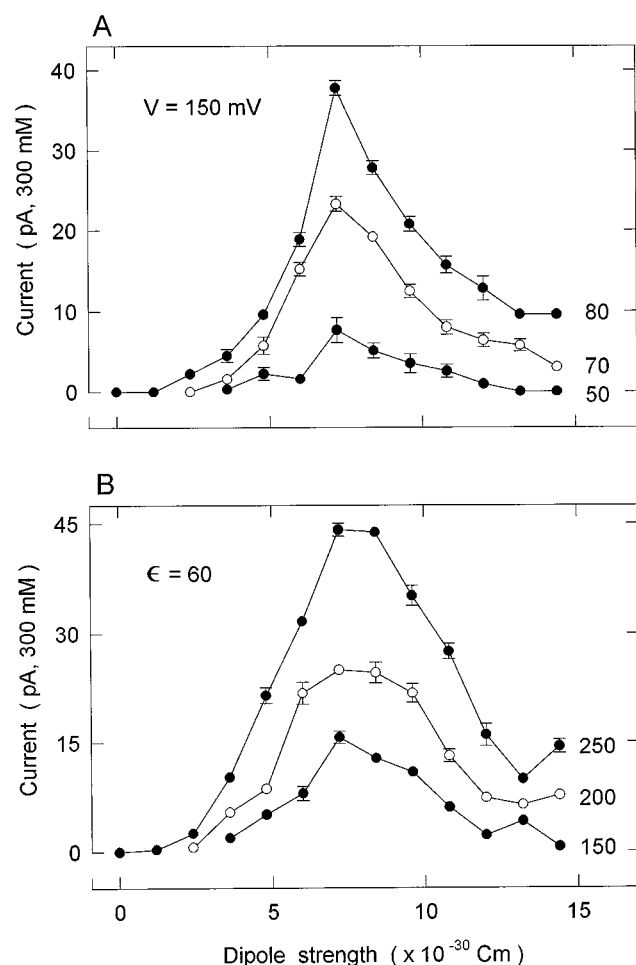 A
40
V = 150 mV
30
20
10
0
Current ( pA, 300 mM )
80
70
50
B
45
ϵ = 60
30
15
0
Current ( pA, 300 mM )
250
200
150
0 5 10 15
Dipole strength ( x 10 -30 Cm )